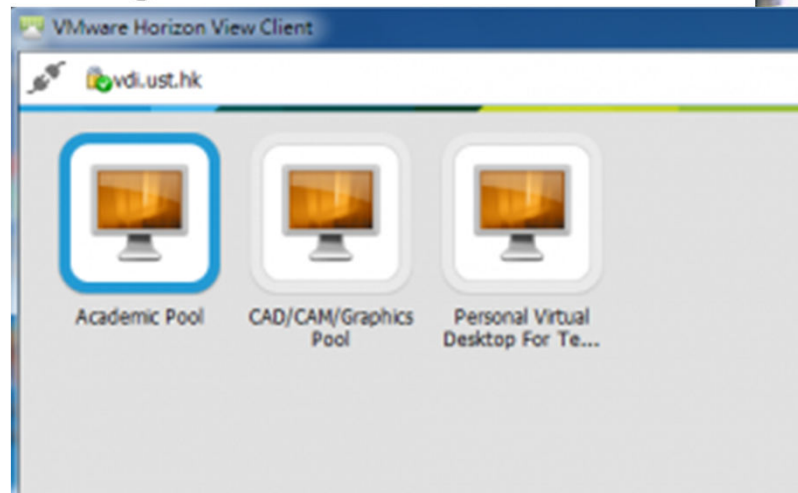 VMware Horizon View Client
vdi.ust.hk
Academic Pool
CAD/CAM/Graphics
Pool
Personal Virtual
Desktop For Te...